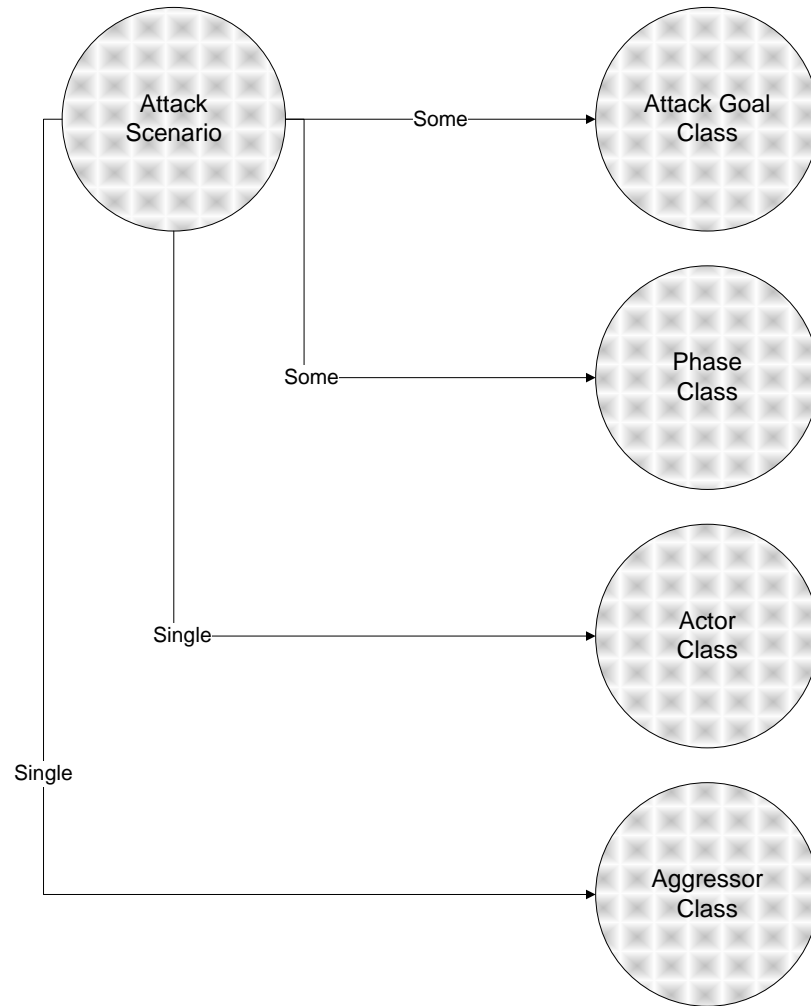 Attack
Scenario
Some
Attack Goal
Class
Some
Phase
Class
Single
Actor
Class
Single
Aggressor
Class